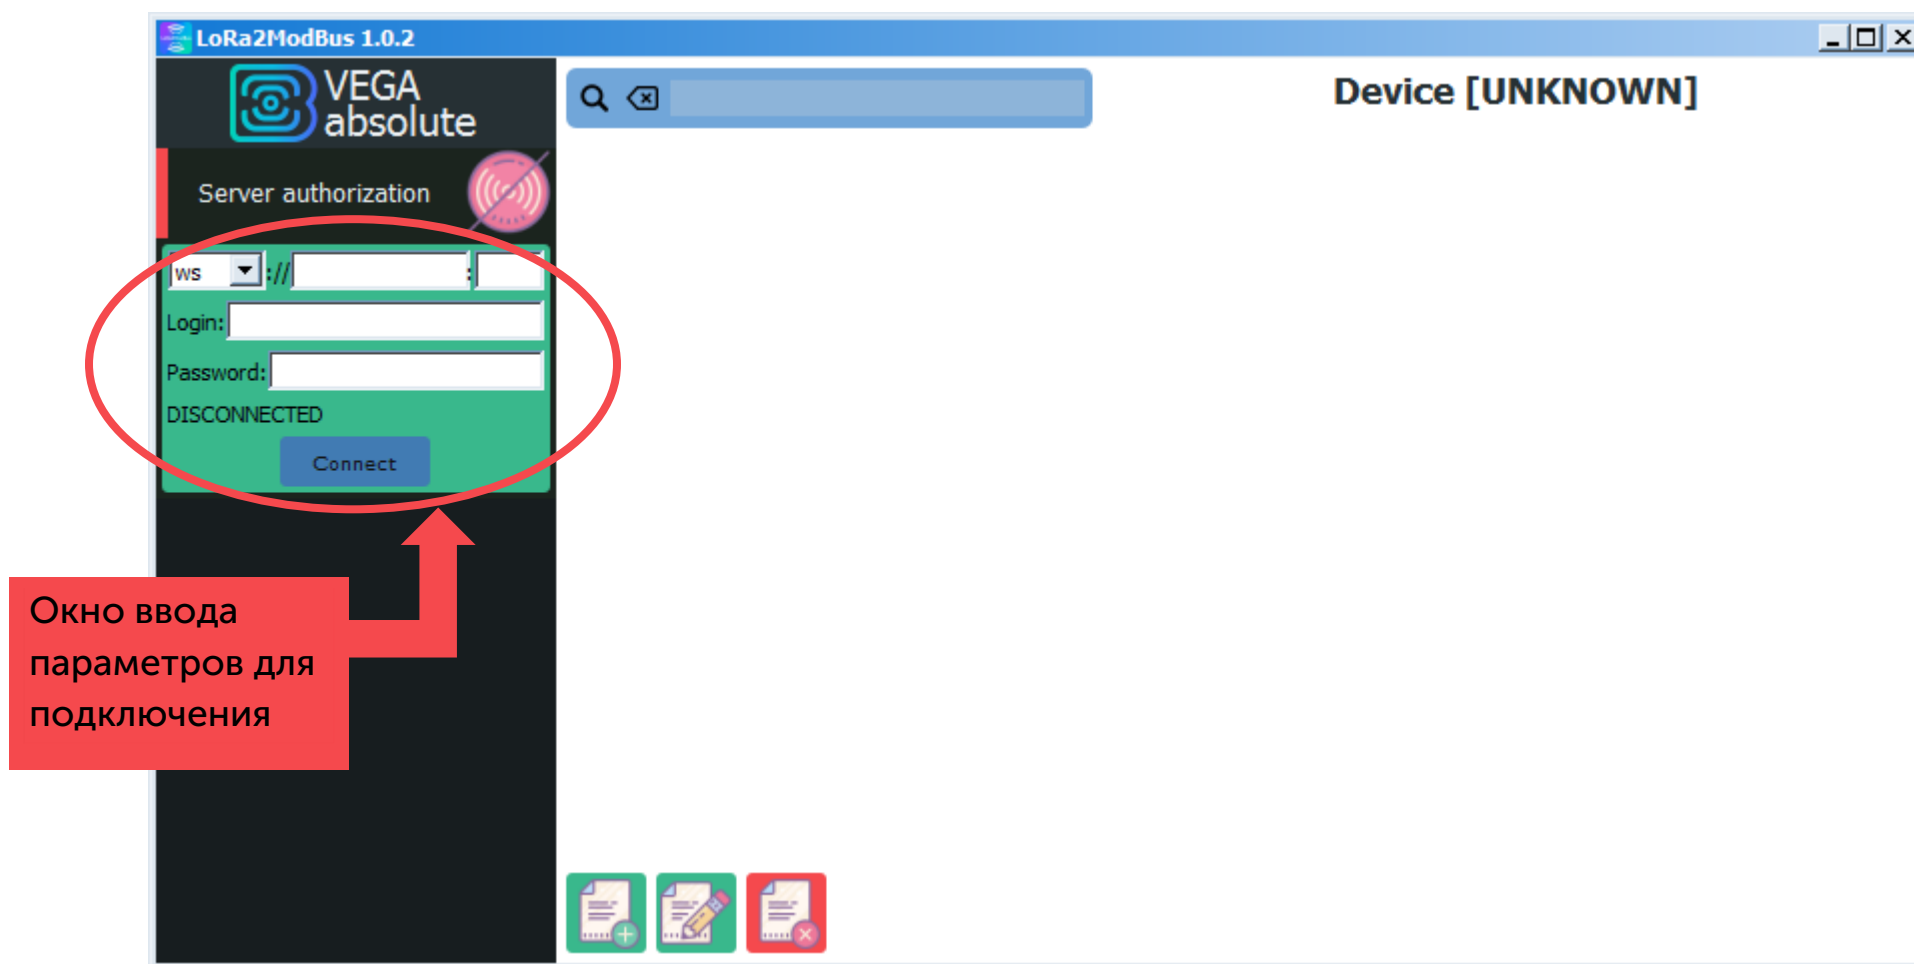 LoRa2ModBus 1.0.2
VEGA
absolute
Device [UNKNOWN]
Server authorization
ws :// :
Login:
Password:
DISCONNECTED
Connect
Окно ввода
параметров для
подключения